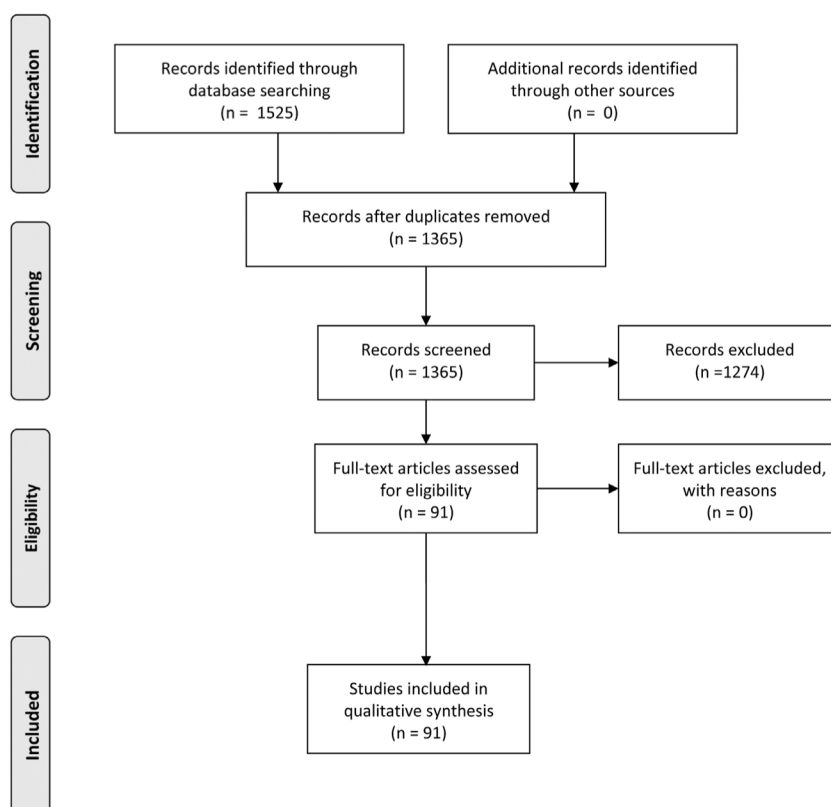 Identification
Records identified through
database searching
(n =  1525)
Additional records identified
through other sources
(n =  0)
Records after duplicates removed
(n = 1365)
Screening
Records screened
(n = 1365)
Records excluded
(n =1274)
Eligibility
Full-text articles assessed
for eligibility
(n = 91)
Full-text articles excluded,
with reasons
(n = 0)
Included
Studies included in
qualitative synthesis
(n = 91)